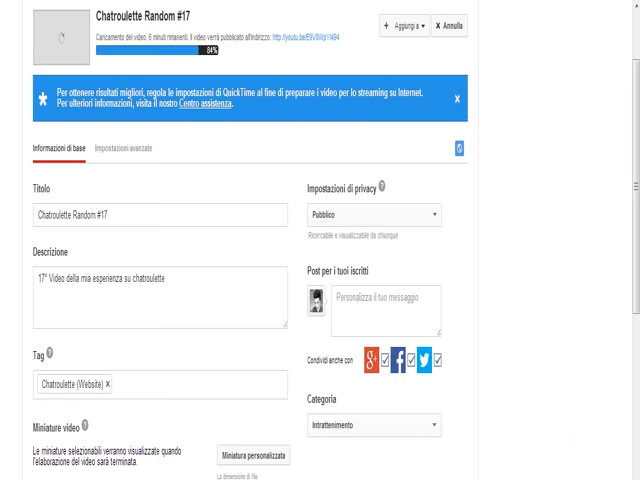 Chatroulette Random #17
Caricamento del video. 6 minuti rimanenti. Il video verrà pubblicato all'indirizzo:
84%
+ Aggiungi a
× Annulla
Per ottenere risultati migliori, regola le impostazioni di QuickTime al fine di preparare i video per lo streaming su Internet.
Per ulteriori informazioni, visita il nostro Centro assistenza.
Informazioni di base
Impostazioni avanzate
Titolo
Chatroulette Random #17
Descrizione
17° Video della mia esperienza su chatroulette
Tag ?
Chatroulette (Website) ×
Miniature video ?
Le miniature selezionabili verranno visualizzate quando
l'elaborazione del video sarà terminata.
Miniatura personalizzata
La dimensione di file
Impostazioni di privacy ?
Pubblico
Ricercabile e visualizzabile da chiunque
Post per i tuoi iscritti
Personalizza il tuo messaggio
Condividi anche con
Categoria
Intrattenimento